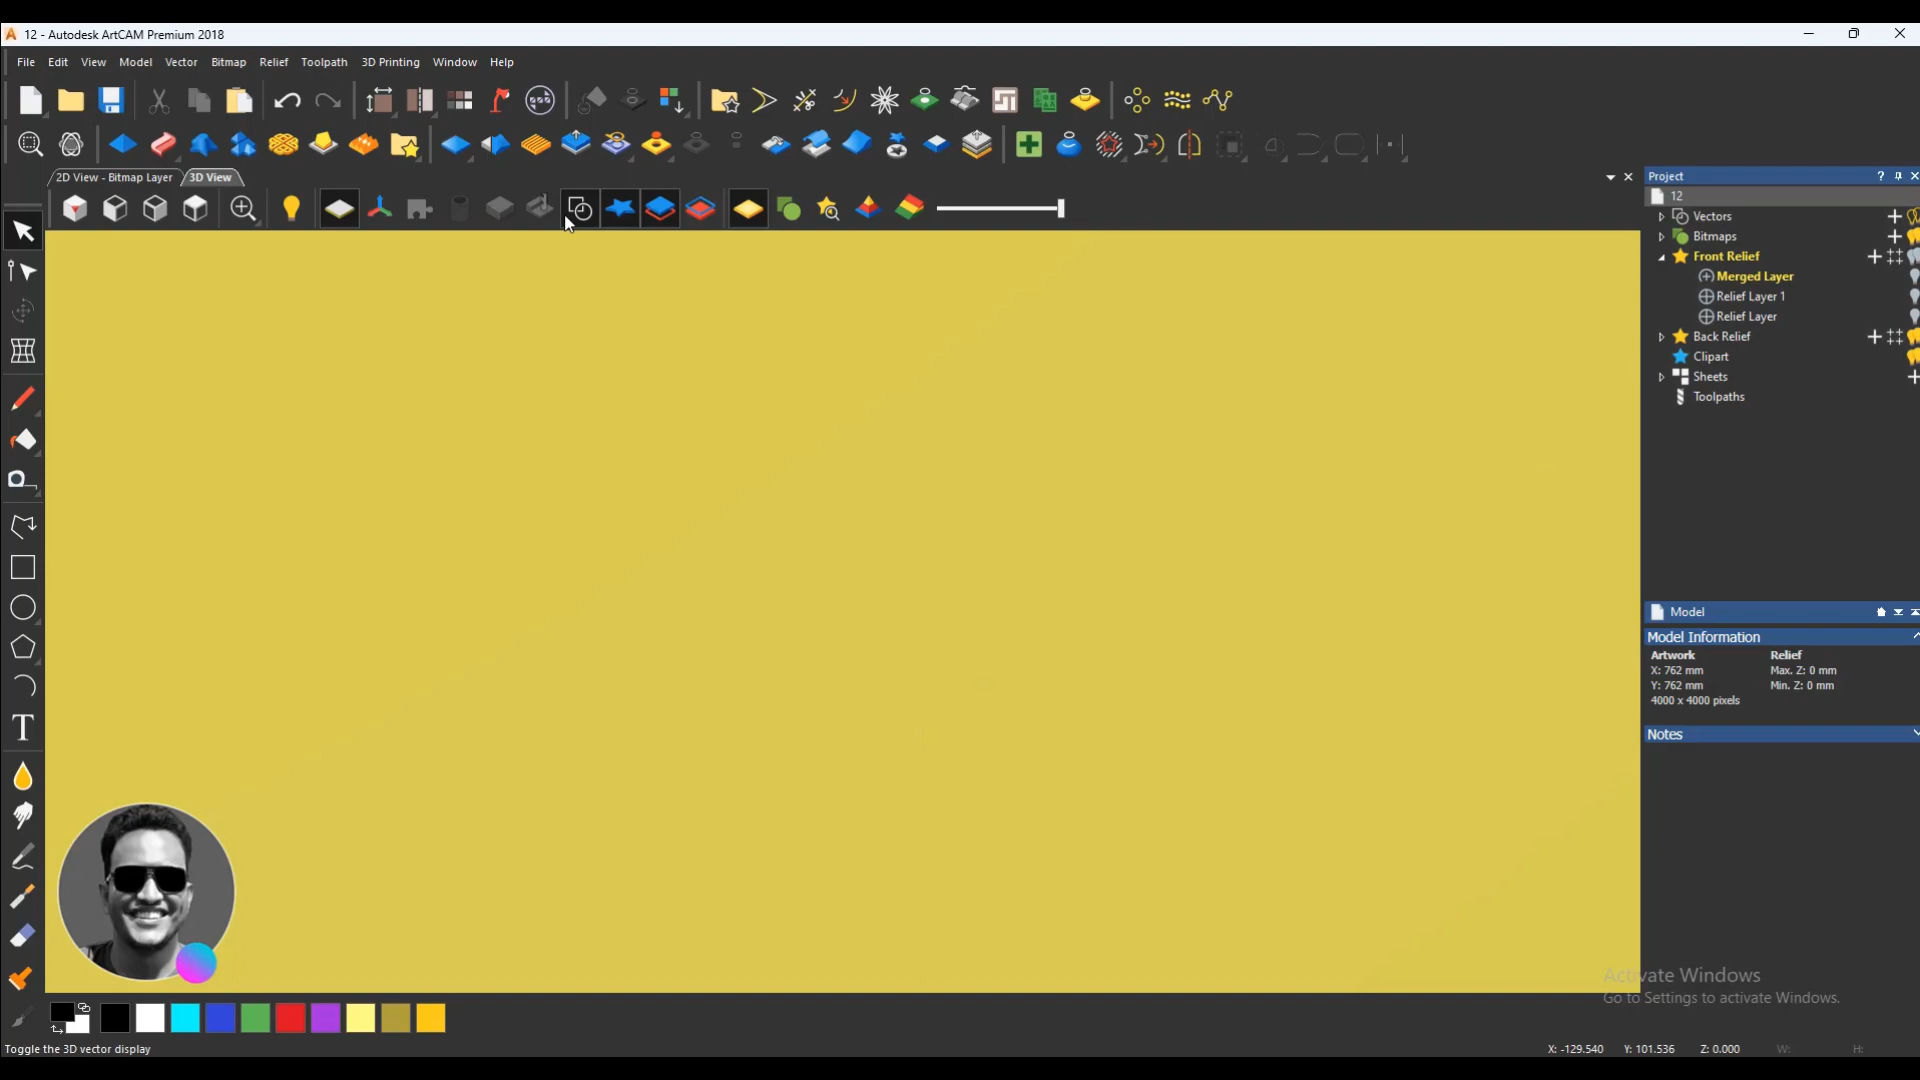 12 - Autodesk ArtCAM Premium 2018
File Edit View Model Vector Bitmap Relief Toolpath 3D Printing Window Help
2D View - Bitmap Layer 3D View
Project
12
Vectors
Bitmaps
Front Relief
Merged Layer
Relief Layer 1
Relief Layer
Back Relief
Clipart
Sheets
Toolpaths
Model
Model Information
Artwork Relief
X: 762 mm Max. Z: 0 mm
Y: 762 mm Min. Z: 0 mm
4000 x 4000 pixels
Notes
Activate Windows
Go to Settings to activate Windows.
Toggle the 3D vector display X: -129.540 Y: 101.536 Z: 0.000 W: H: